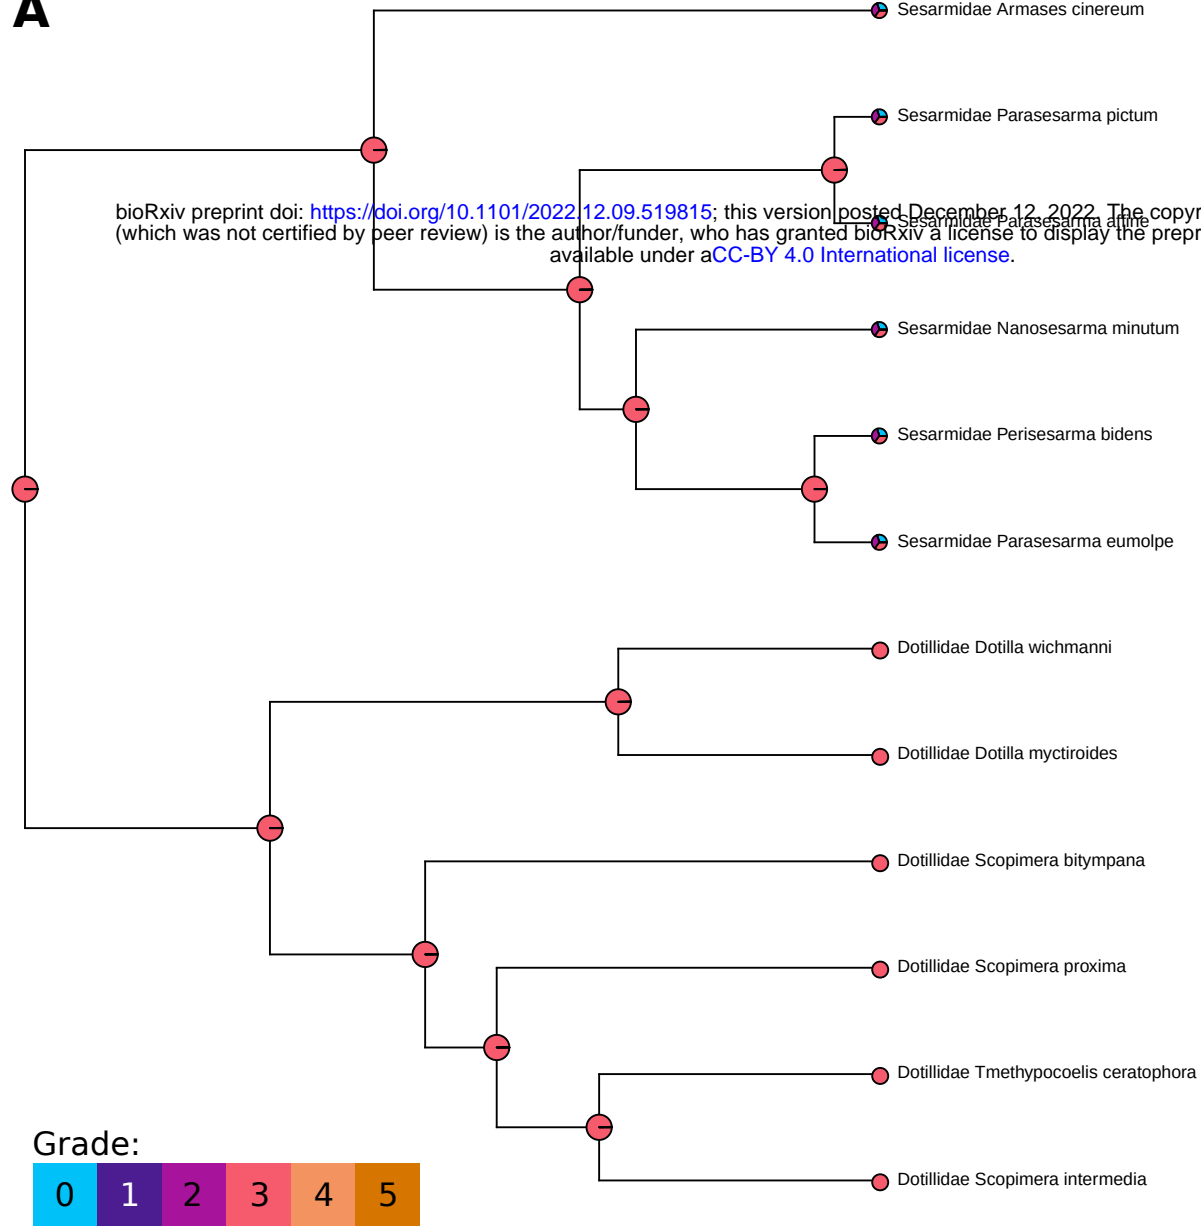 A
Sesarmidae Armases cinereum
Sesarmidae Parasesarma pictum
bioRxiv preprint doi: https://doi.org/10.1101/2022.12.09.519815; this version posted December 12, 2022. The copyr
Sesarmidae Parasesarma affine
(which was not certified by peer review) is the author/funder, who has granted bioRxiv a license to display the prepr
available under aCC-BY 4.0 International license.
Sesarmidae Nanosesarma minutum
Sesarmidae Perisesarma bidens
Sesarmidae Parasesarma eumolpe
Dotillidae Dotilla wichmanni
Dotillidae Dotilla myctiroides
Dotillidae Scopimera bitympana
Dotillidae Scopimera proxima
Dotillidae Tmethypocoelis ceratophora
Dotillidae Scopimera intermedia
Grade:
0 1 2 3 4 5